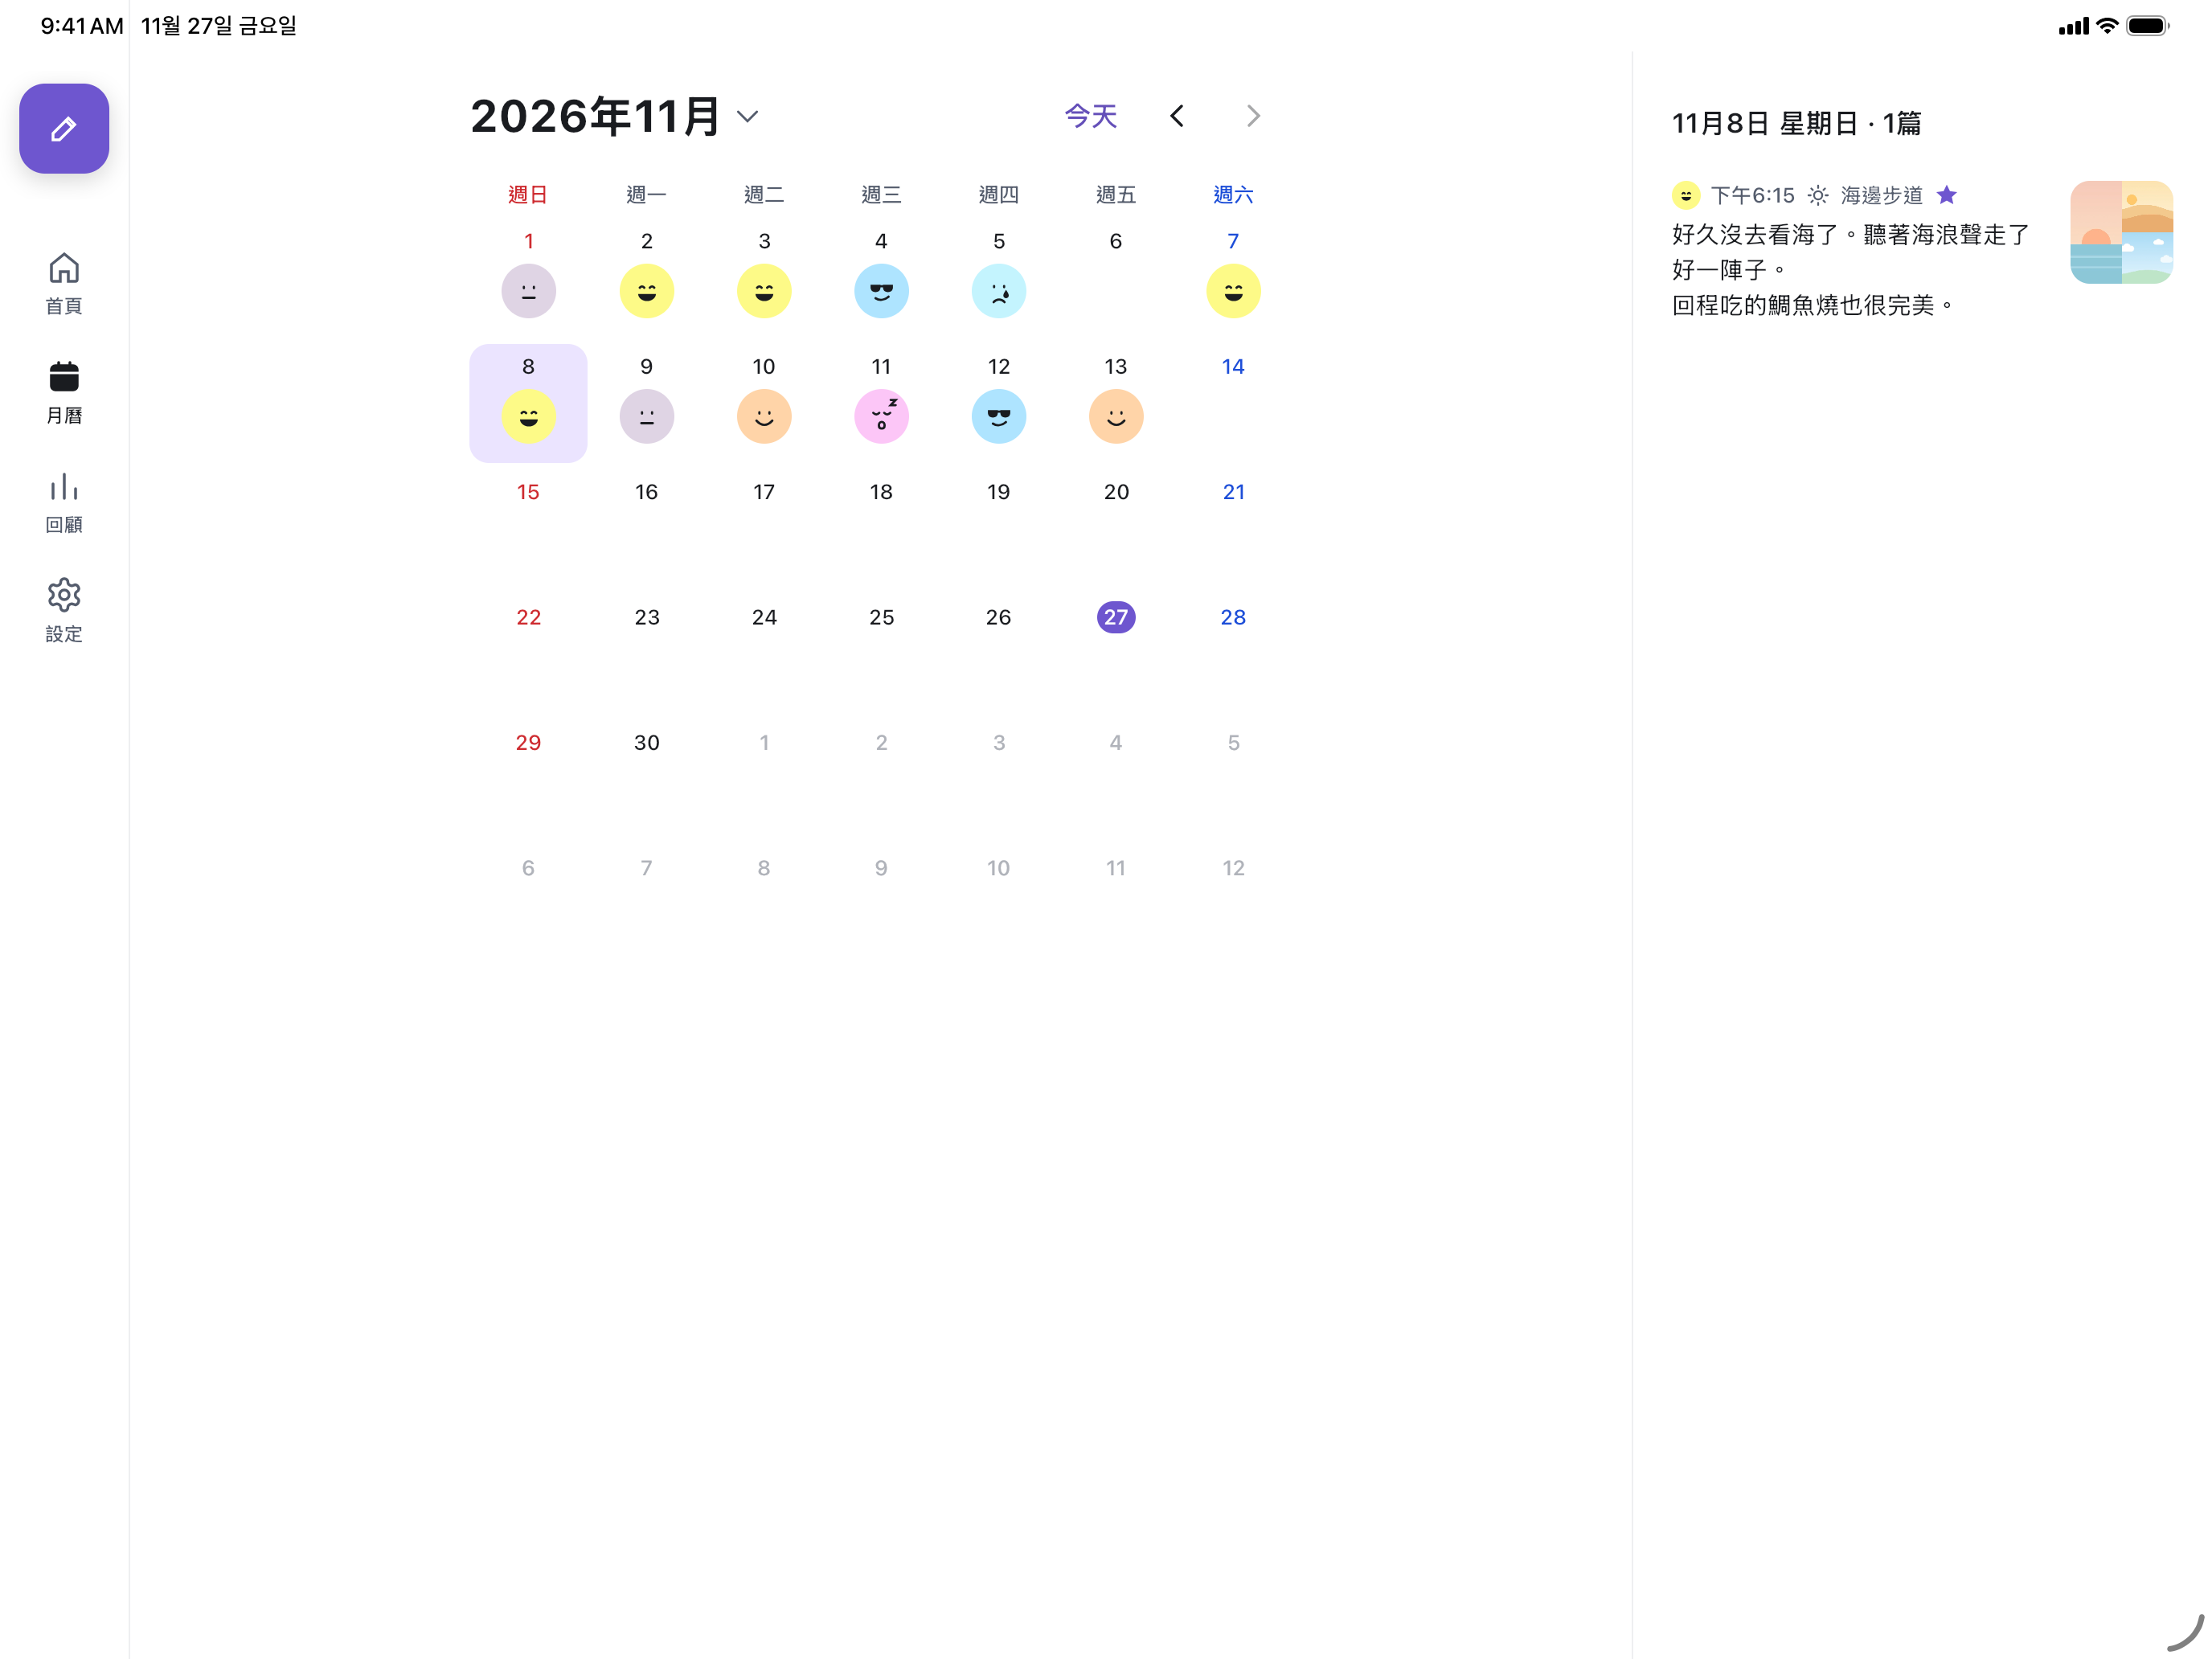 9:41 AM 11월 27일 금요일
首頁
月曆
回顧
設定
2026年11月
今天
週日 週一 週二 週三 週四 週五 週六
1 2 3 4 5 6 7
8 9 10 11 12 13 14
z
15 16 17 18 19 20 21
22 23 24 25 26 27 28
29 30 1 2 3 4 5
6 7 8 9 10 11 12
11月8日 星期日 · 1篇
下午6:15 海邊步道
好久沒去看海了。聽著海浪聲走了
好一陣子。
回程吃的鯛魚燒也很完美。